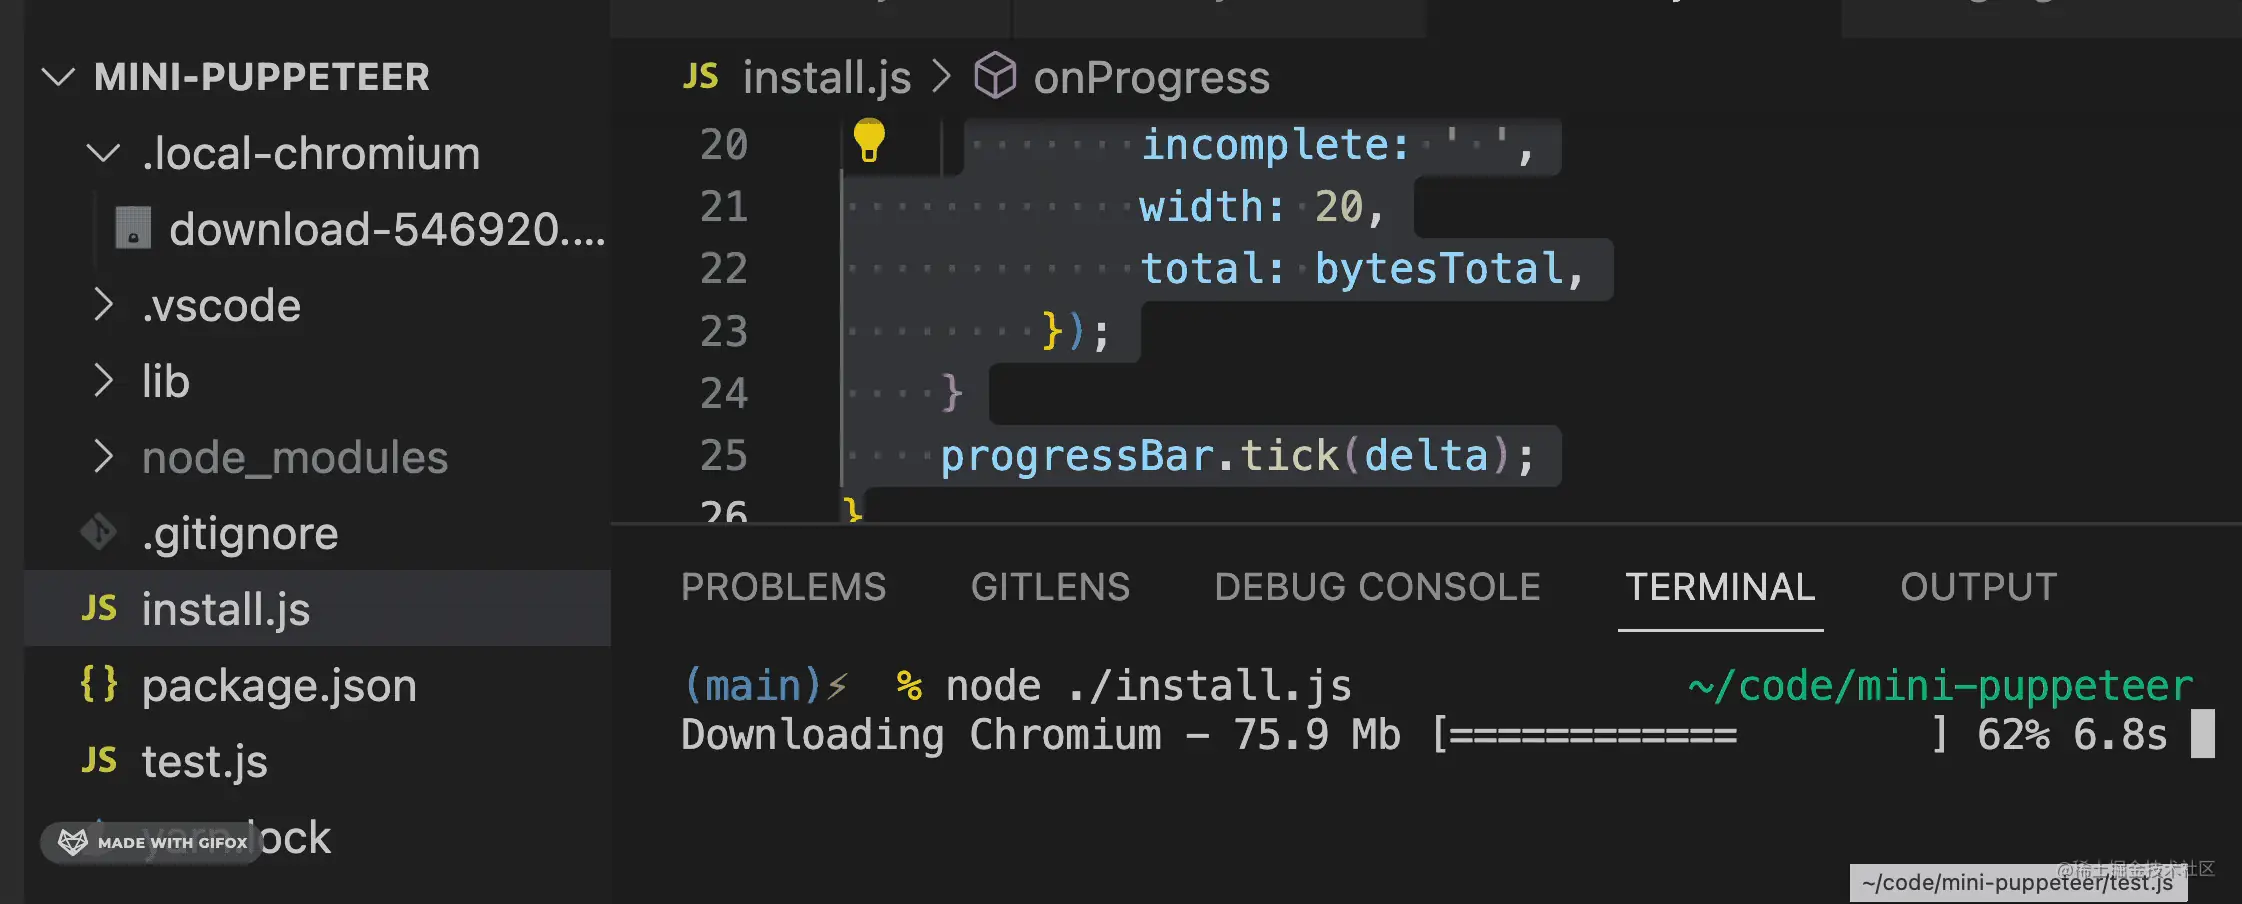 MINI-PUPPETEER
.local-chromium
download-546920....
.vscode
lib
node_modules
.gitignore
JS install.js
{} package.json
JS test.js
yarn.lock
MADE WITH GIFOX
JS install.js > onProgress
20 incomplete: ' ',
21 width: 20,
22 total: bytesTotal,
23 });
24 }
25 progressBar.tick(delta);
26 }
PROBLEMS GITLENS DEBUG CONSOLE TERMINAL OUTPUT
(main)⚡ % node ./install.js ~/code/mini-puppeteer
Downloading Chromium - 75.9 Mb [============ ] 62% 6.8s
@稀土掘金技术社区
~/code/mini-puppeteer/test.js